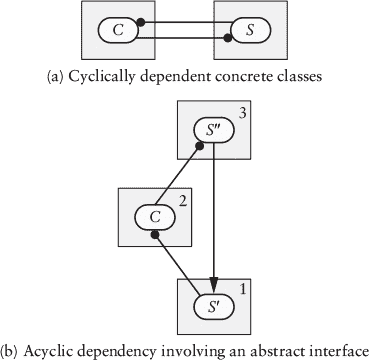 C
S
(a) Cyclically dependent concrete classes
3
S″
2
C
1
S′
(b) Acyclic dependency involving an abstract interface